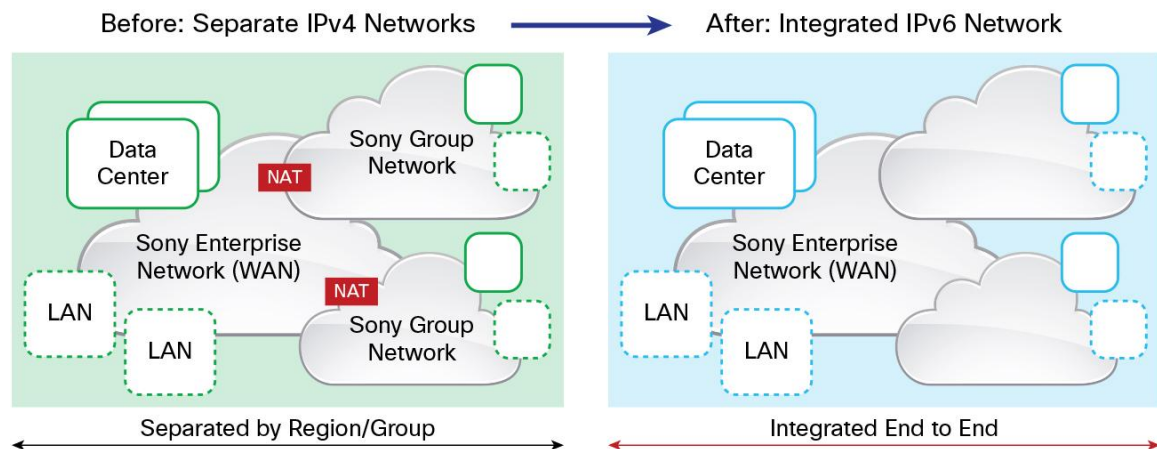 Before: Separate IPv4 Networks
After: Integrated IPv6 Network
Data
Center
NAT
Sony Group
Network
Sony Enterprise
Network (WAN)
NAT
Sony Group
Network
LAN
LAN
Separated by Region/Group
Data
Center
Sony Enterprise
Network (WAN)
LAN
LAN
Integrated End to End